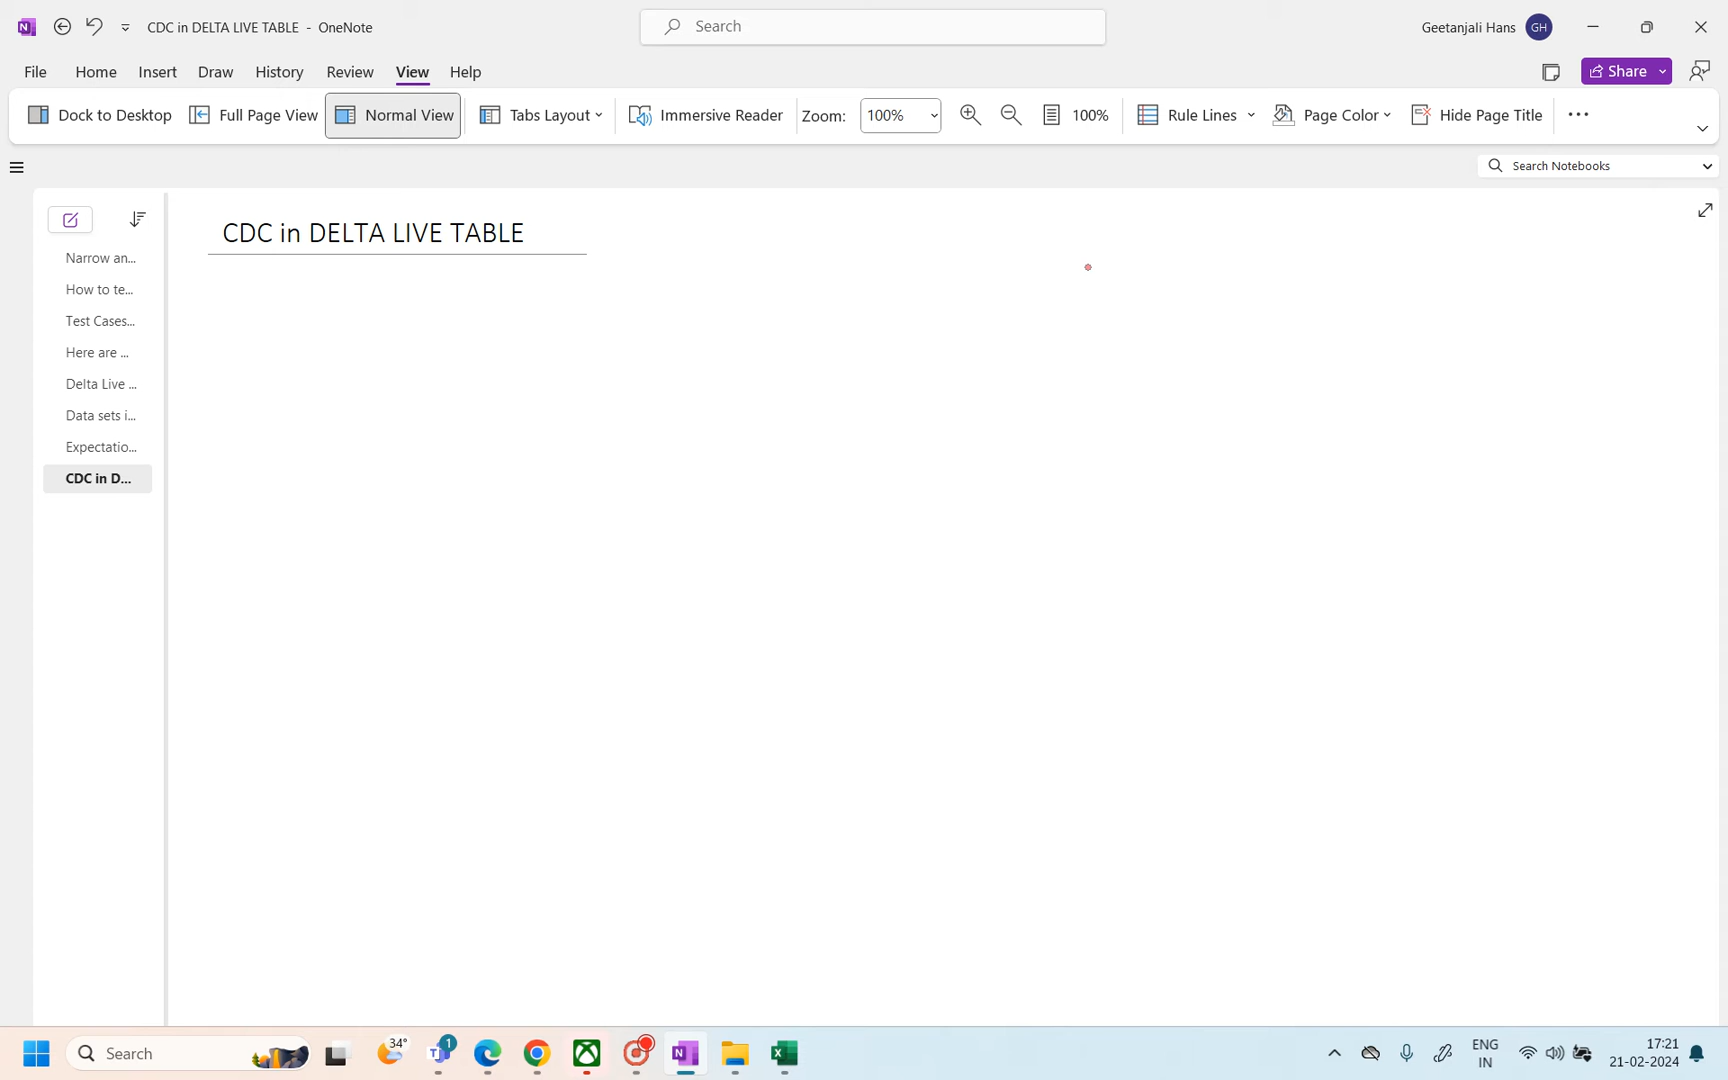 CDC in DELTA LIVE TABLE - OneNote
Search
Geetanjali Hans
GH
File
Home
Insert
Draw
History
Review
View
Help
Share
Dock to Desktop
Full Page View
Normal View
Tabs Layout
Immersive Reader
Zoom:
100%
100%
Rule Lines
Page Color
Hide Page Title
Search Notebooks
CDC in DELTA LIVE TABLE
Narrow an...
How to te...
Test Cases...
Here are ...
Delta Live ...
Data sets i...
Expectatio...
CDC in D...
Search
34°
1
ENG
IN
17:21
21-02-2024